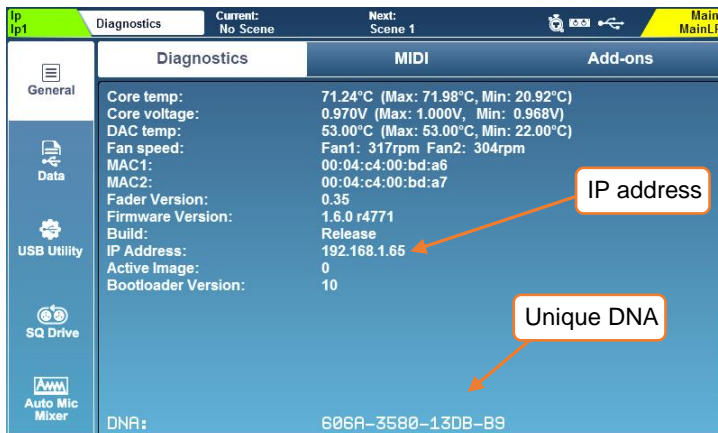 Ip
Ip1
Diagnostics
Current:
No Scene
Next:
Scene 1
Main
MainLR
General
Data
USB Utility
SQ Drive
Auto Mic
Mixer
Diagnostics
MIDI
Add-ons
Core temp: 71.24°C (Max: 71.98°C, Min: 20.92°C)
Core voltage: 0.970V (Max: 1.000V, Min: 0.968V)
DAC temp: 53.00°C (Max: 53.00°C, Min: 22.00°C)
Fan speed: Fan1: 317rpm Fan2: 304rpm
MAC1: 00:04:c4:00:bd:a6
MAC2: 00:04:c4:00:bd:a7
Fader Version: 0.35
Firmware Version: 1.6.0 r4771
Build: Release
IP Address: 192.168.1.65
Active Image: 0
Bootloader Version: 10
IP address
Unique DNA
DNA: 606A-3580-13DB-B9